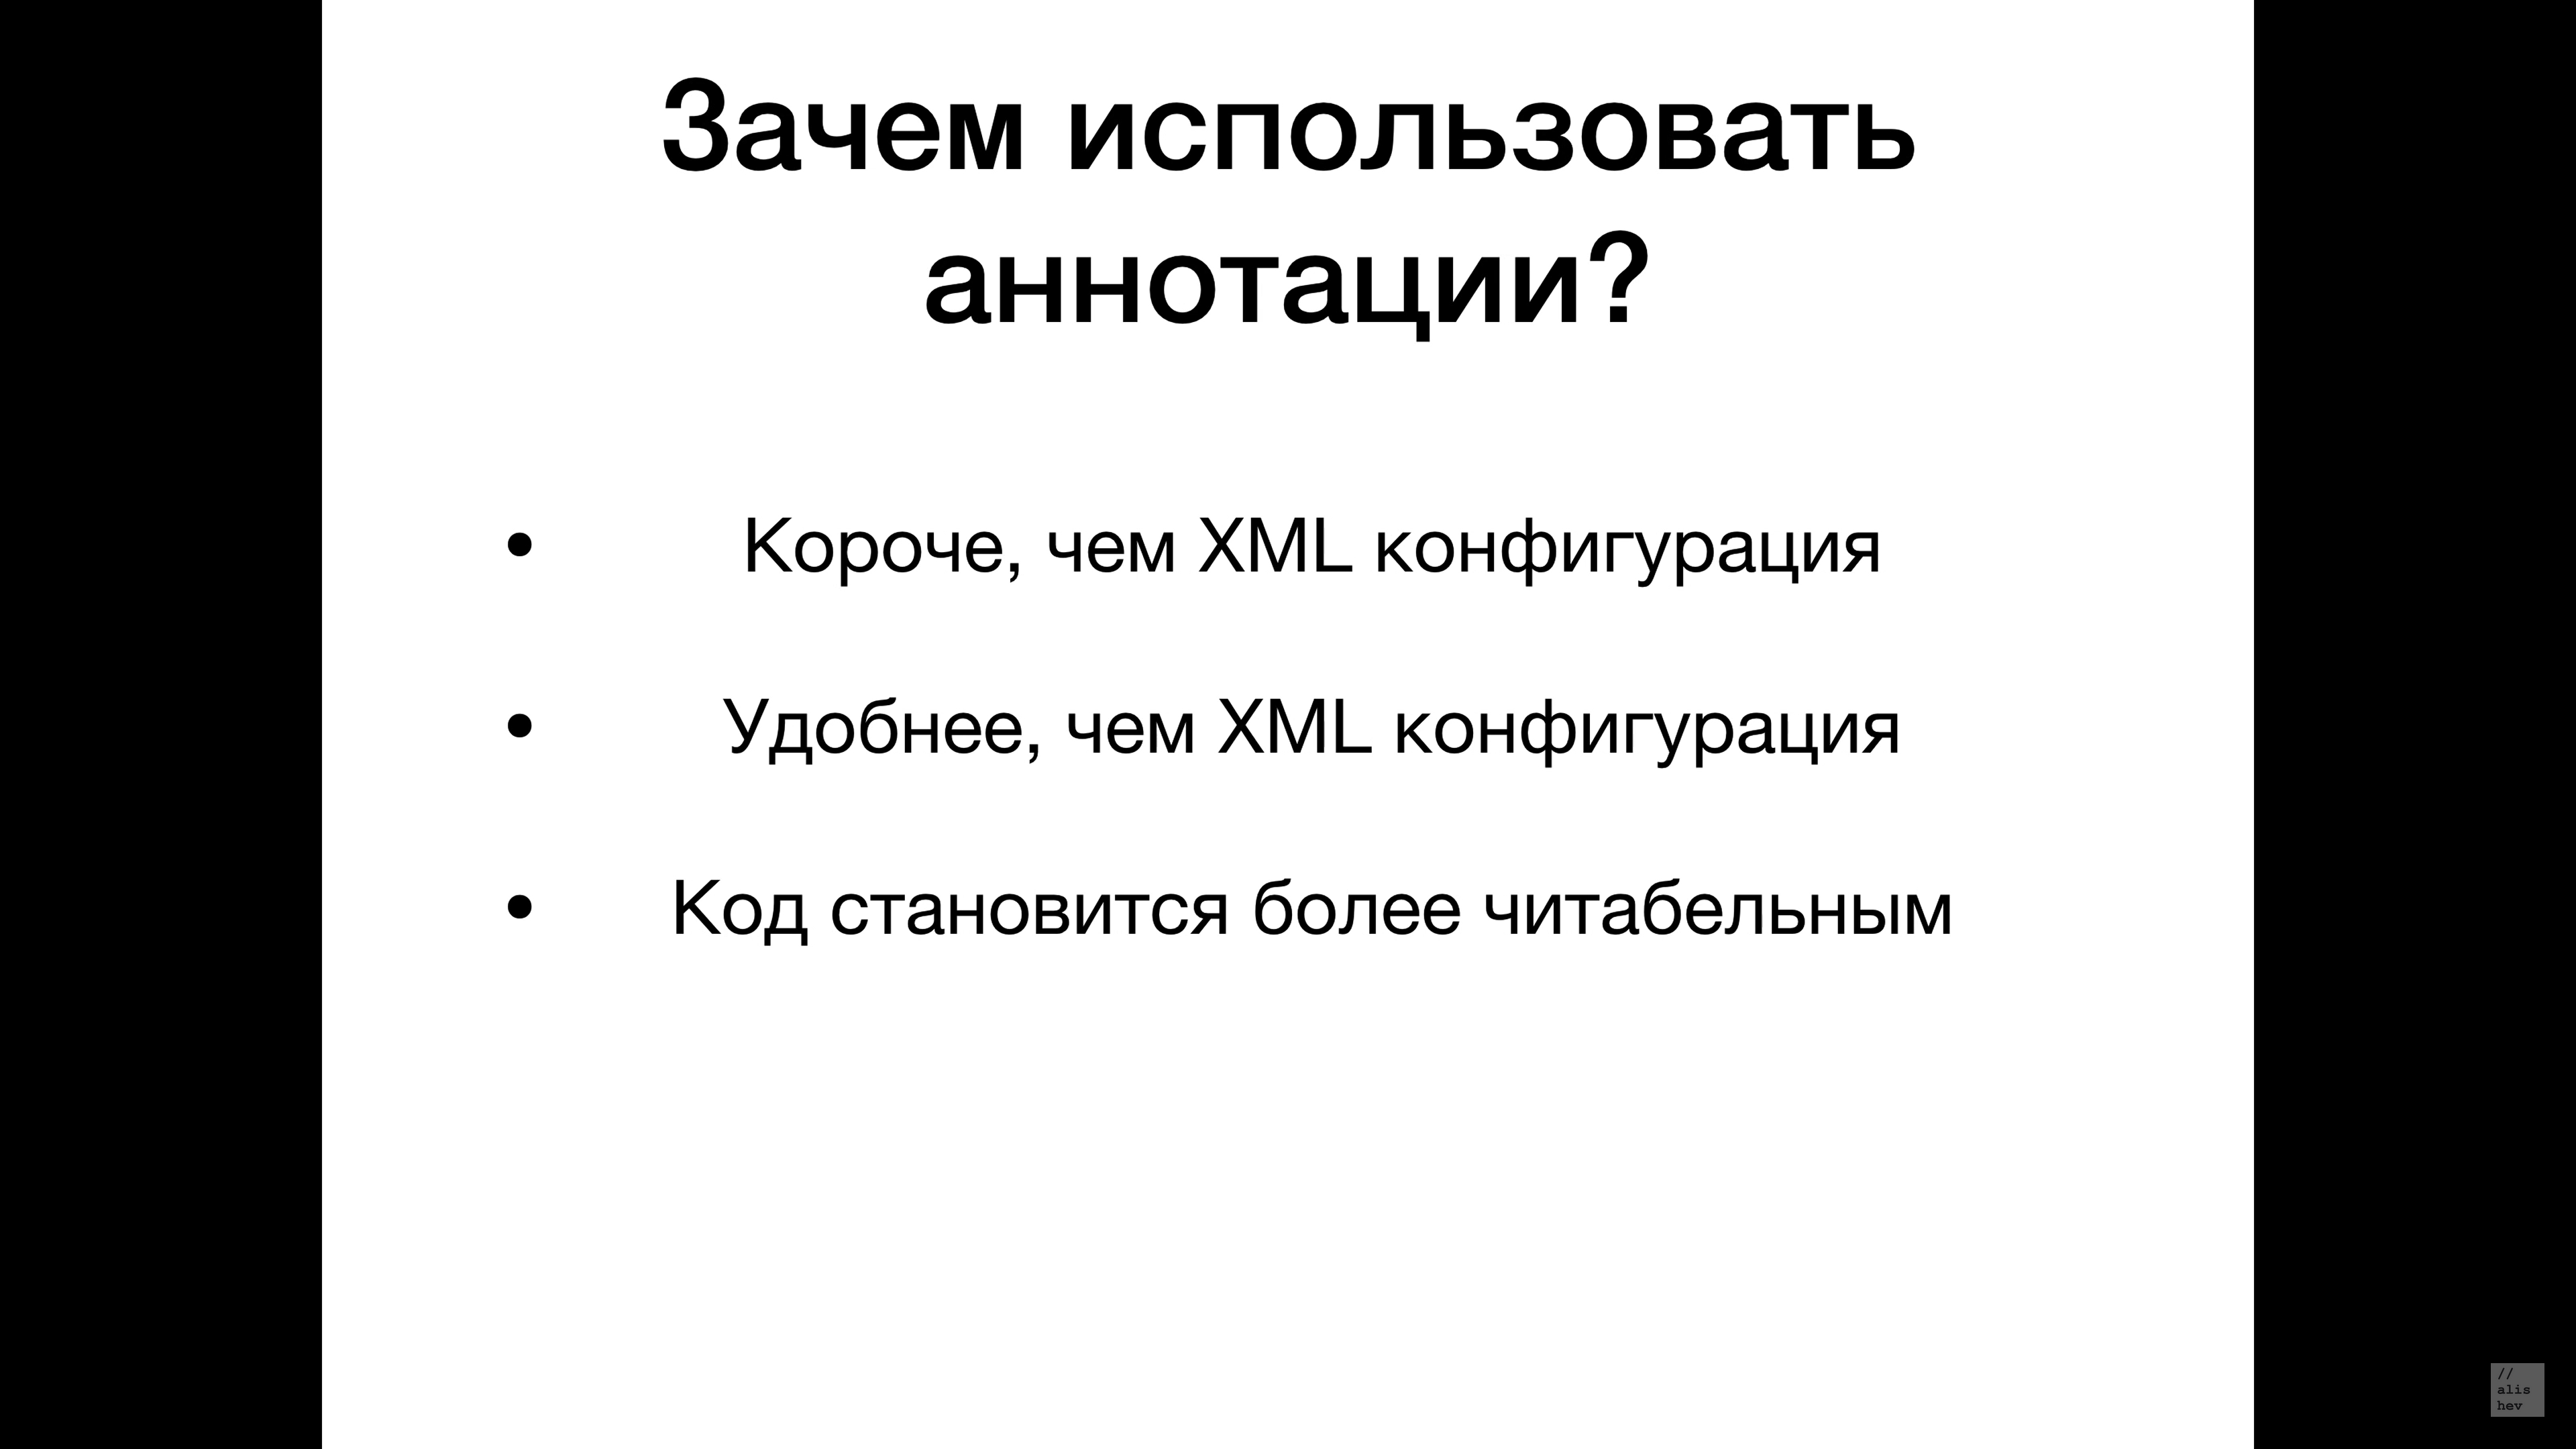 Зачем использовать
аннотации?
• Короче, чем XML конфигурация
• Удобнее, чем XML конфигурация
• Код становится более читабельным
//
alis
hev